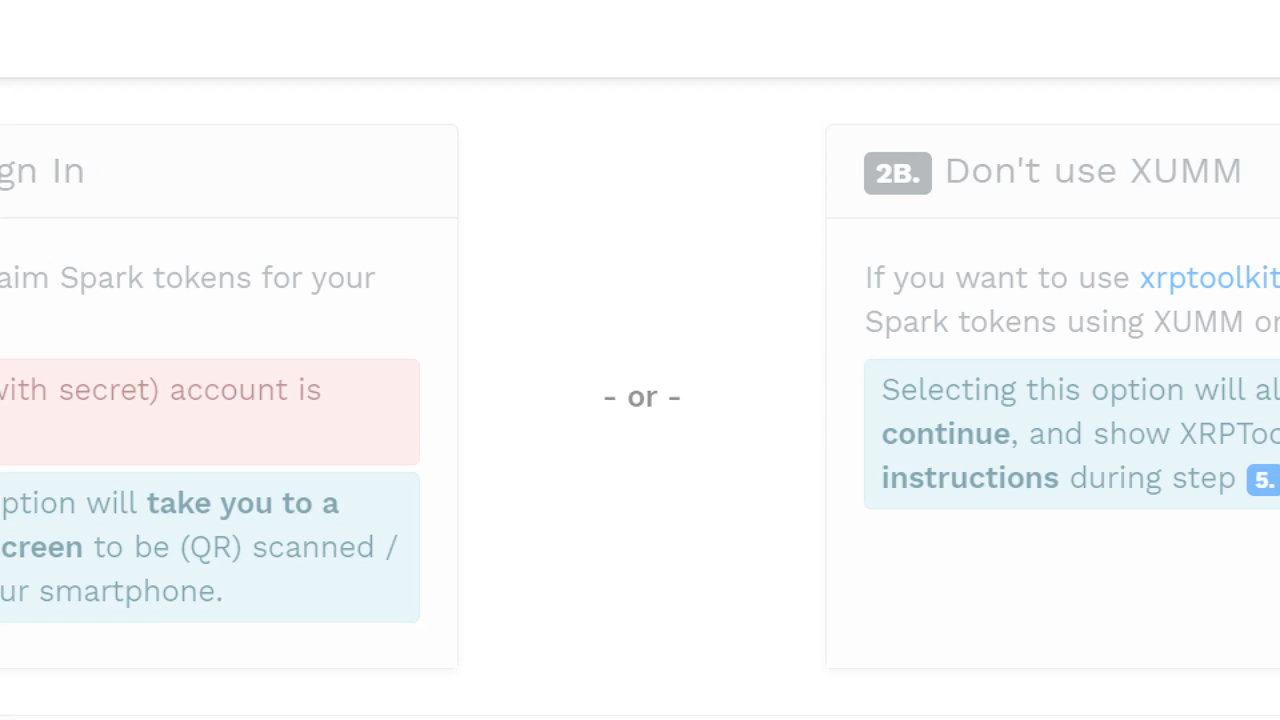 gn In
aim Spark tokens for your
with secret) account is
ption will take you to a
creen to be (QR) scanned /
ur smartphone.
- or -
2B. Don't use XUMM
If you want to use xrptoolkit
Spark tokens using XUMM or
Selecting this option will al
continue, and show XRPToo
instructions during step 5.